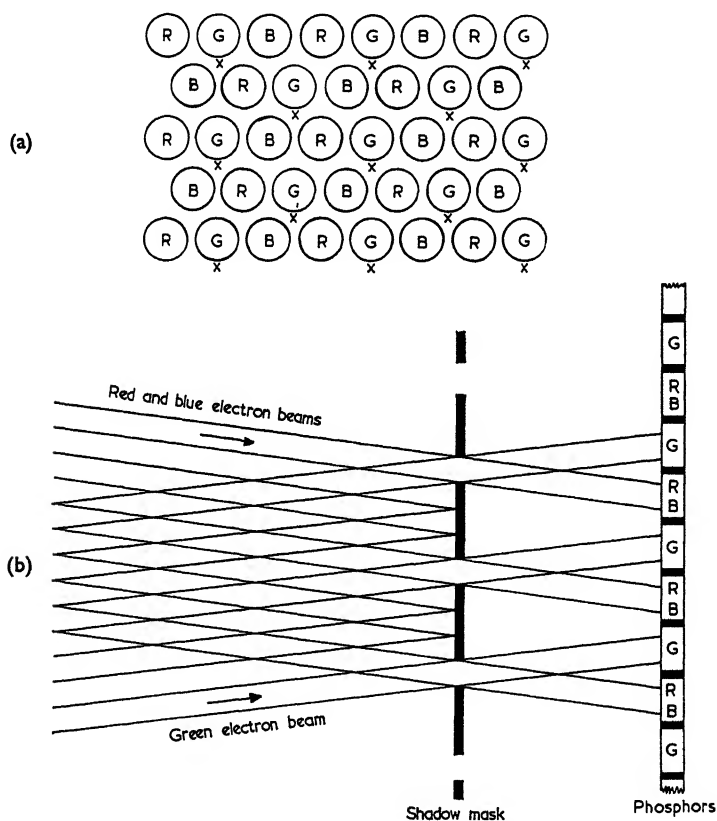 (a)
R G B R G B R G
x x x
B R G B R G B
x x
R G B R G B R G
x x x
B R G B R G B
x x
R G B R G B R G
x x x
(b)
Red and blue electron beams
Green electron beam
G
R
B
G
R
B
G
R
B
G
R
B
G
Shadow mask
Phosphors